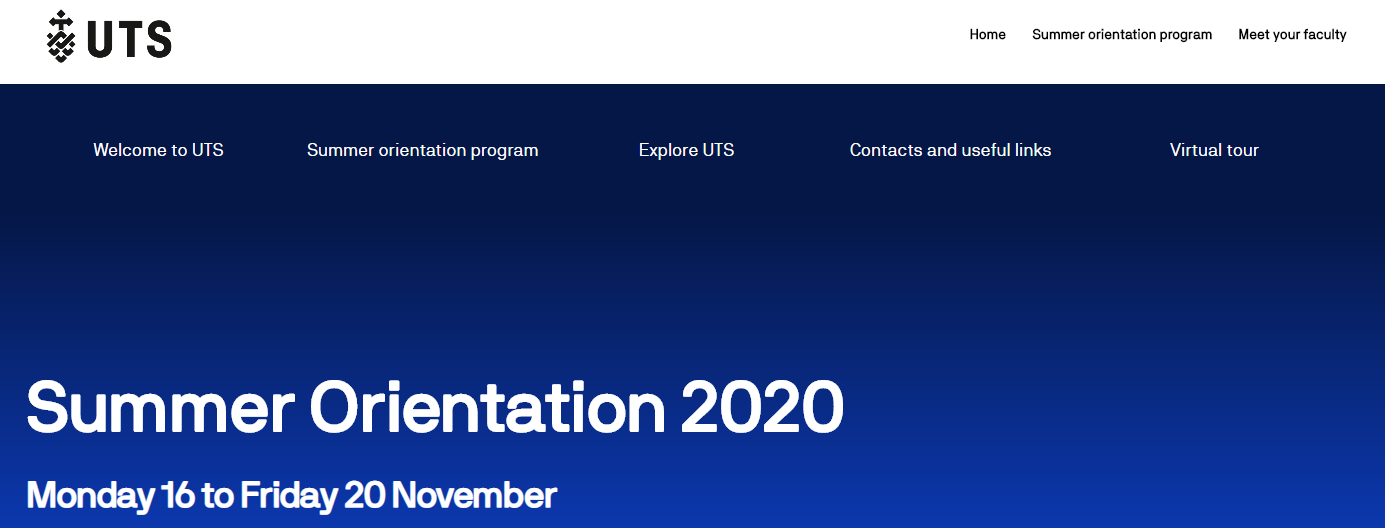 UTS
Home Summer orientation program Meet your faculty
Welcome to UTS Summer orientation program Explore UTS Contacts and useful links Virtual tour
Summer Orientation 2020
Monday 16 to Friday 20 November